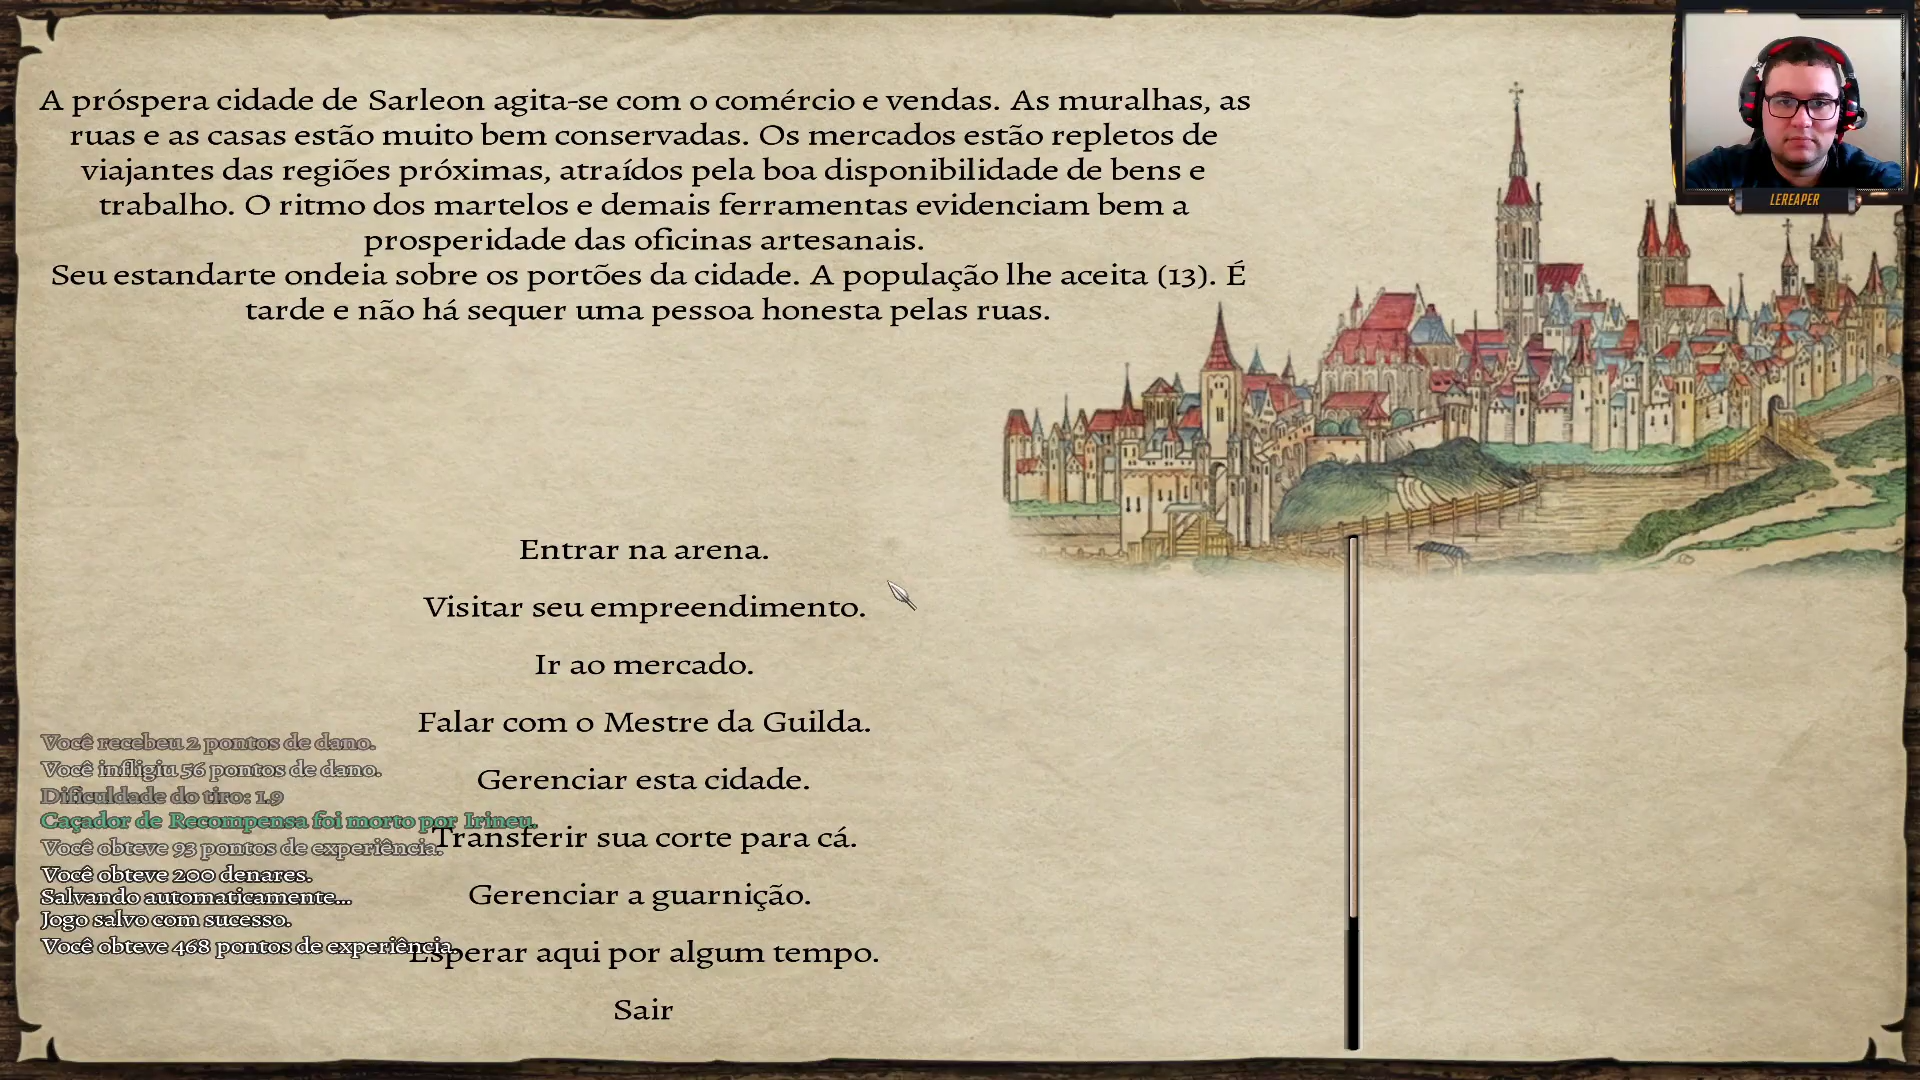 A próspera cidade de Sarleon agita-se com o comércio e vendas. As muralhas, as
ruas e as casas estão muito bem conservadas. Os mercados estão repletos de
viajantes das regiões próximas, atraídos pela boa disponibilidade de bens e
trabalho. O ritmo dos martelos e demais ferramentas evidenciam bem a
prosperidade das oficinas artesanais.
Seu estandarte ondeia sobre os portões da cidade. A população lhe aceita (13). É
tarde e não há sequer uma pessoa honesta pelas ruas.
LEREAPER
Entrar na arena.
Visitar seu empreendimento.
Ir ao mercado.
Falar com o Mestre da Guilda.
Gerenciar esta cidade.
Transferir sua corte para cá.
Gerenciar a guarnição.
Esperar aqui por algum tempo.
Sair
Você recebeu 2 pontos de dano.
Você infligiu 56 pontos de dano.
Dificuldade do tiro: 1.9
Caçador de Recompensa foi morto por Irineu.
Você obteve 93 pontos de experiência.
Você obteve 200 denares.
Salvando automaticamente...
Jogo salvo com sucesso.
Você obteve 468 pontos de experiência.